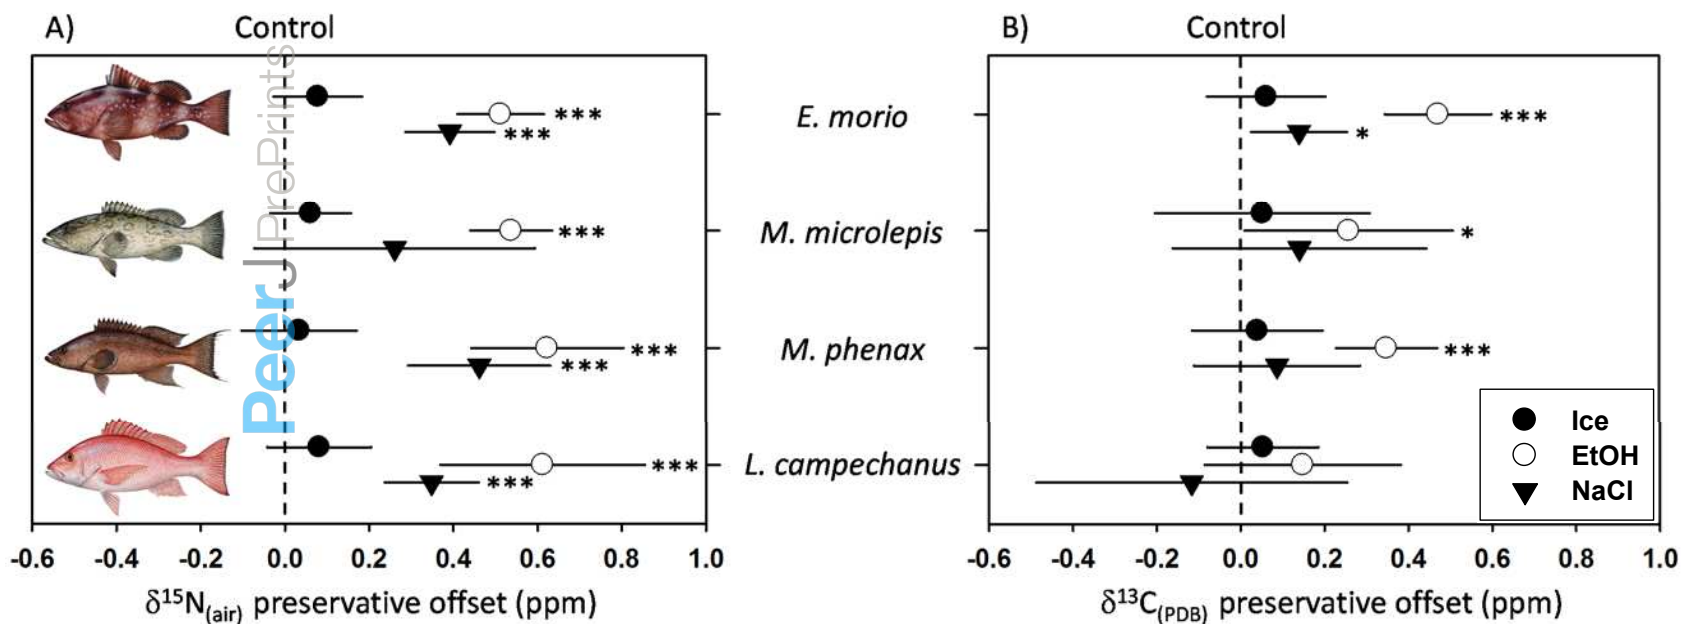 A)
Control
B)
Control
PeerJ PrePrints
E. morio
***
***
***
*
M. microlepis
***
*
M. phenax
***
***
***
L. campechanus
***
***
Ice
EtOH
NaCl
-0.6 -0.4 -0.2 0.0 0.2 0.4 0.6 0.8 1.0
-0.6 -0.4 -0.2 0.0 0.2 0.4 0.6 0.8 1.0
δ¹⁵N(air) preservative offset (ppm)
δ¹³C(PDB) preservative offset (ppm)